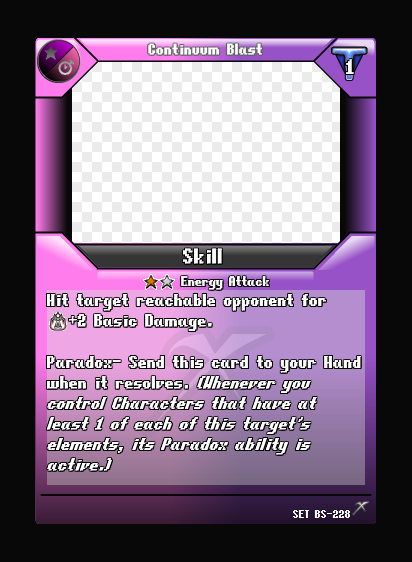 Continuum Blast
1
Skill
Energy Attack
Hit target reachable opponent for
+2 Basic Damage.
Paradox- Send this card to your Hand
when it resolves. (Whenever you
control Characters that have at
least 1 of each of this target's
elements, its Paradox ability is
active.)
SET BS-228